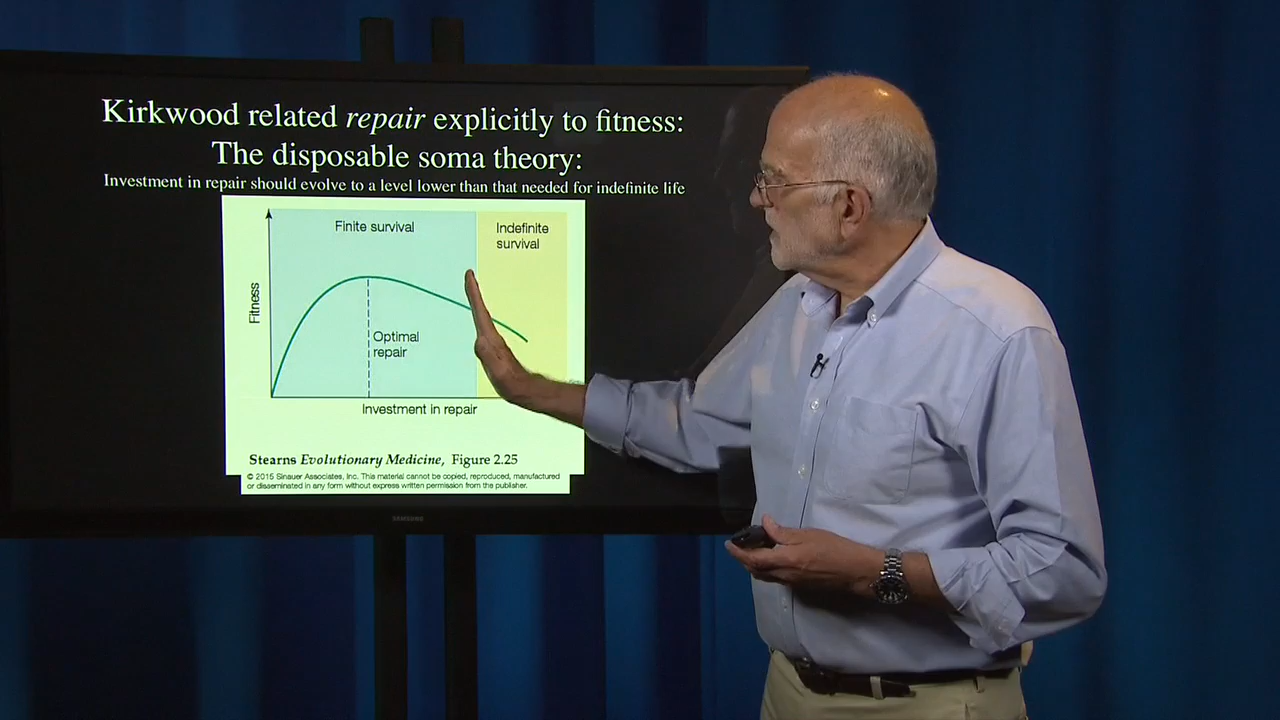 Kirkwood related repair explicitly to fitness:
The disposable soma theory:
Investment in repair should evolve to a level lower than that needed for indefinite life
Finite survival
Indefinite
survival
Fitness
Optimal
repair
Investment in repair
Stearns Evolutionary Medicine, Figure 2.25
© 2015 Sinauer Associates, Inc. This material cannot be copied, reproduced, manufactured
or disseminated in any form without express written permission from the publisher.
SAMSUNG